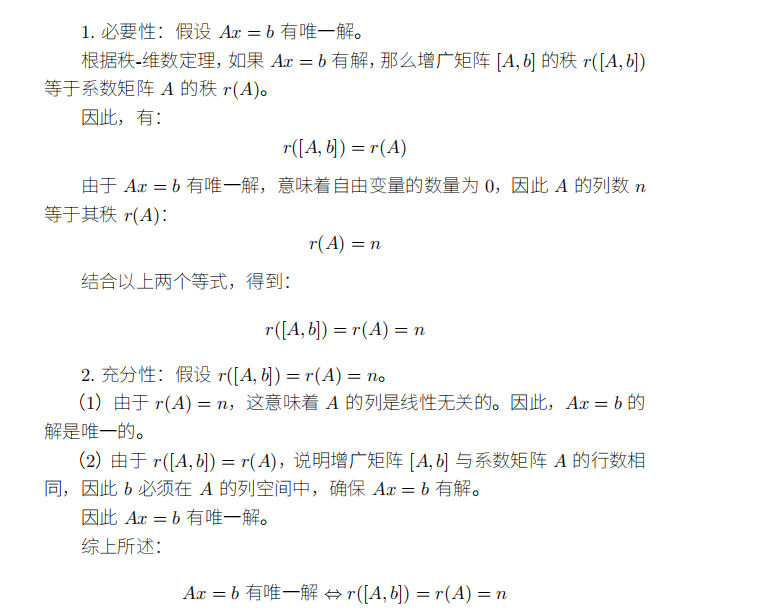 1. 必要性：假设 Ax = b 有唯一解。
根据秩-维数定理，如果 Ax = b 有解，那么增广矩阵 [A, b] 的秩 r([A, b])
等于系数矩阵 A 的秩 r(A)。
因此，有：
r([A, b]) = r(A)
由于 Ax = b 有唯一解，意味着自由变量的数量为 0，因此 A 的列数 n
等于其秩 r(A)：
r(A) = n
结合以上两个等式，得到：
r([A, b]) = r(A) = n
2. 充分性：假设 r([A, b]) = r(A) = n。
（1）由于 r(A) = n，这意味着 A 的列是线性无关的。因此，Ax = b 的
解是唯一的。
（2）由于 r([A, b]) = r(A)，说明增广矩阵 [A, b] 与系数矩阵 A 的行数相
同，因此 b 必须在 A 的列空间中，确保 Ax = b 有解。
因此 Ax = b 有唯一解。
综上所述：
Ax = b 有唯一解 ⇔ r([A, b]) = r(A) = n